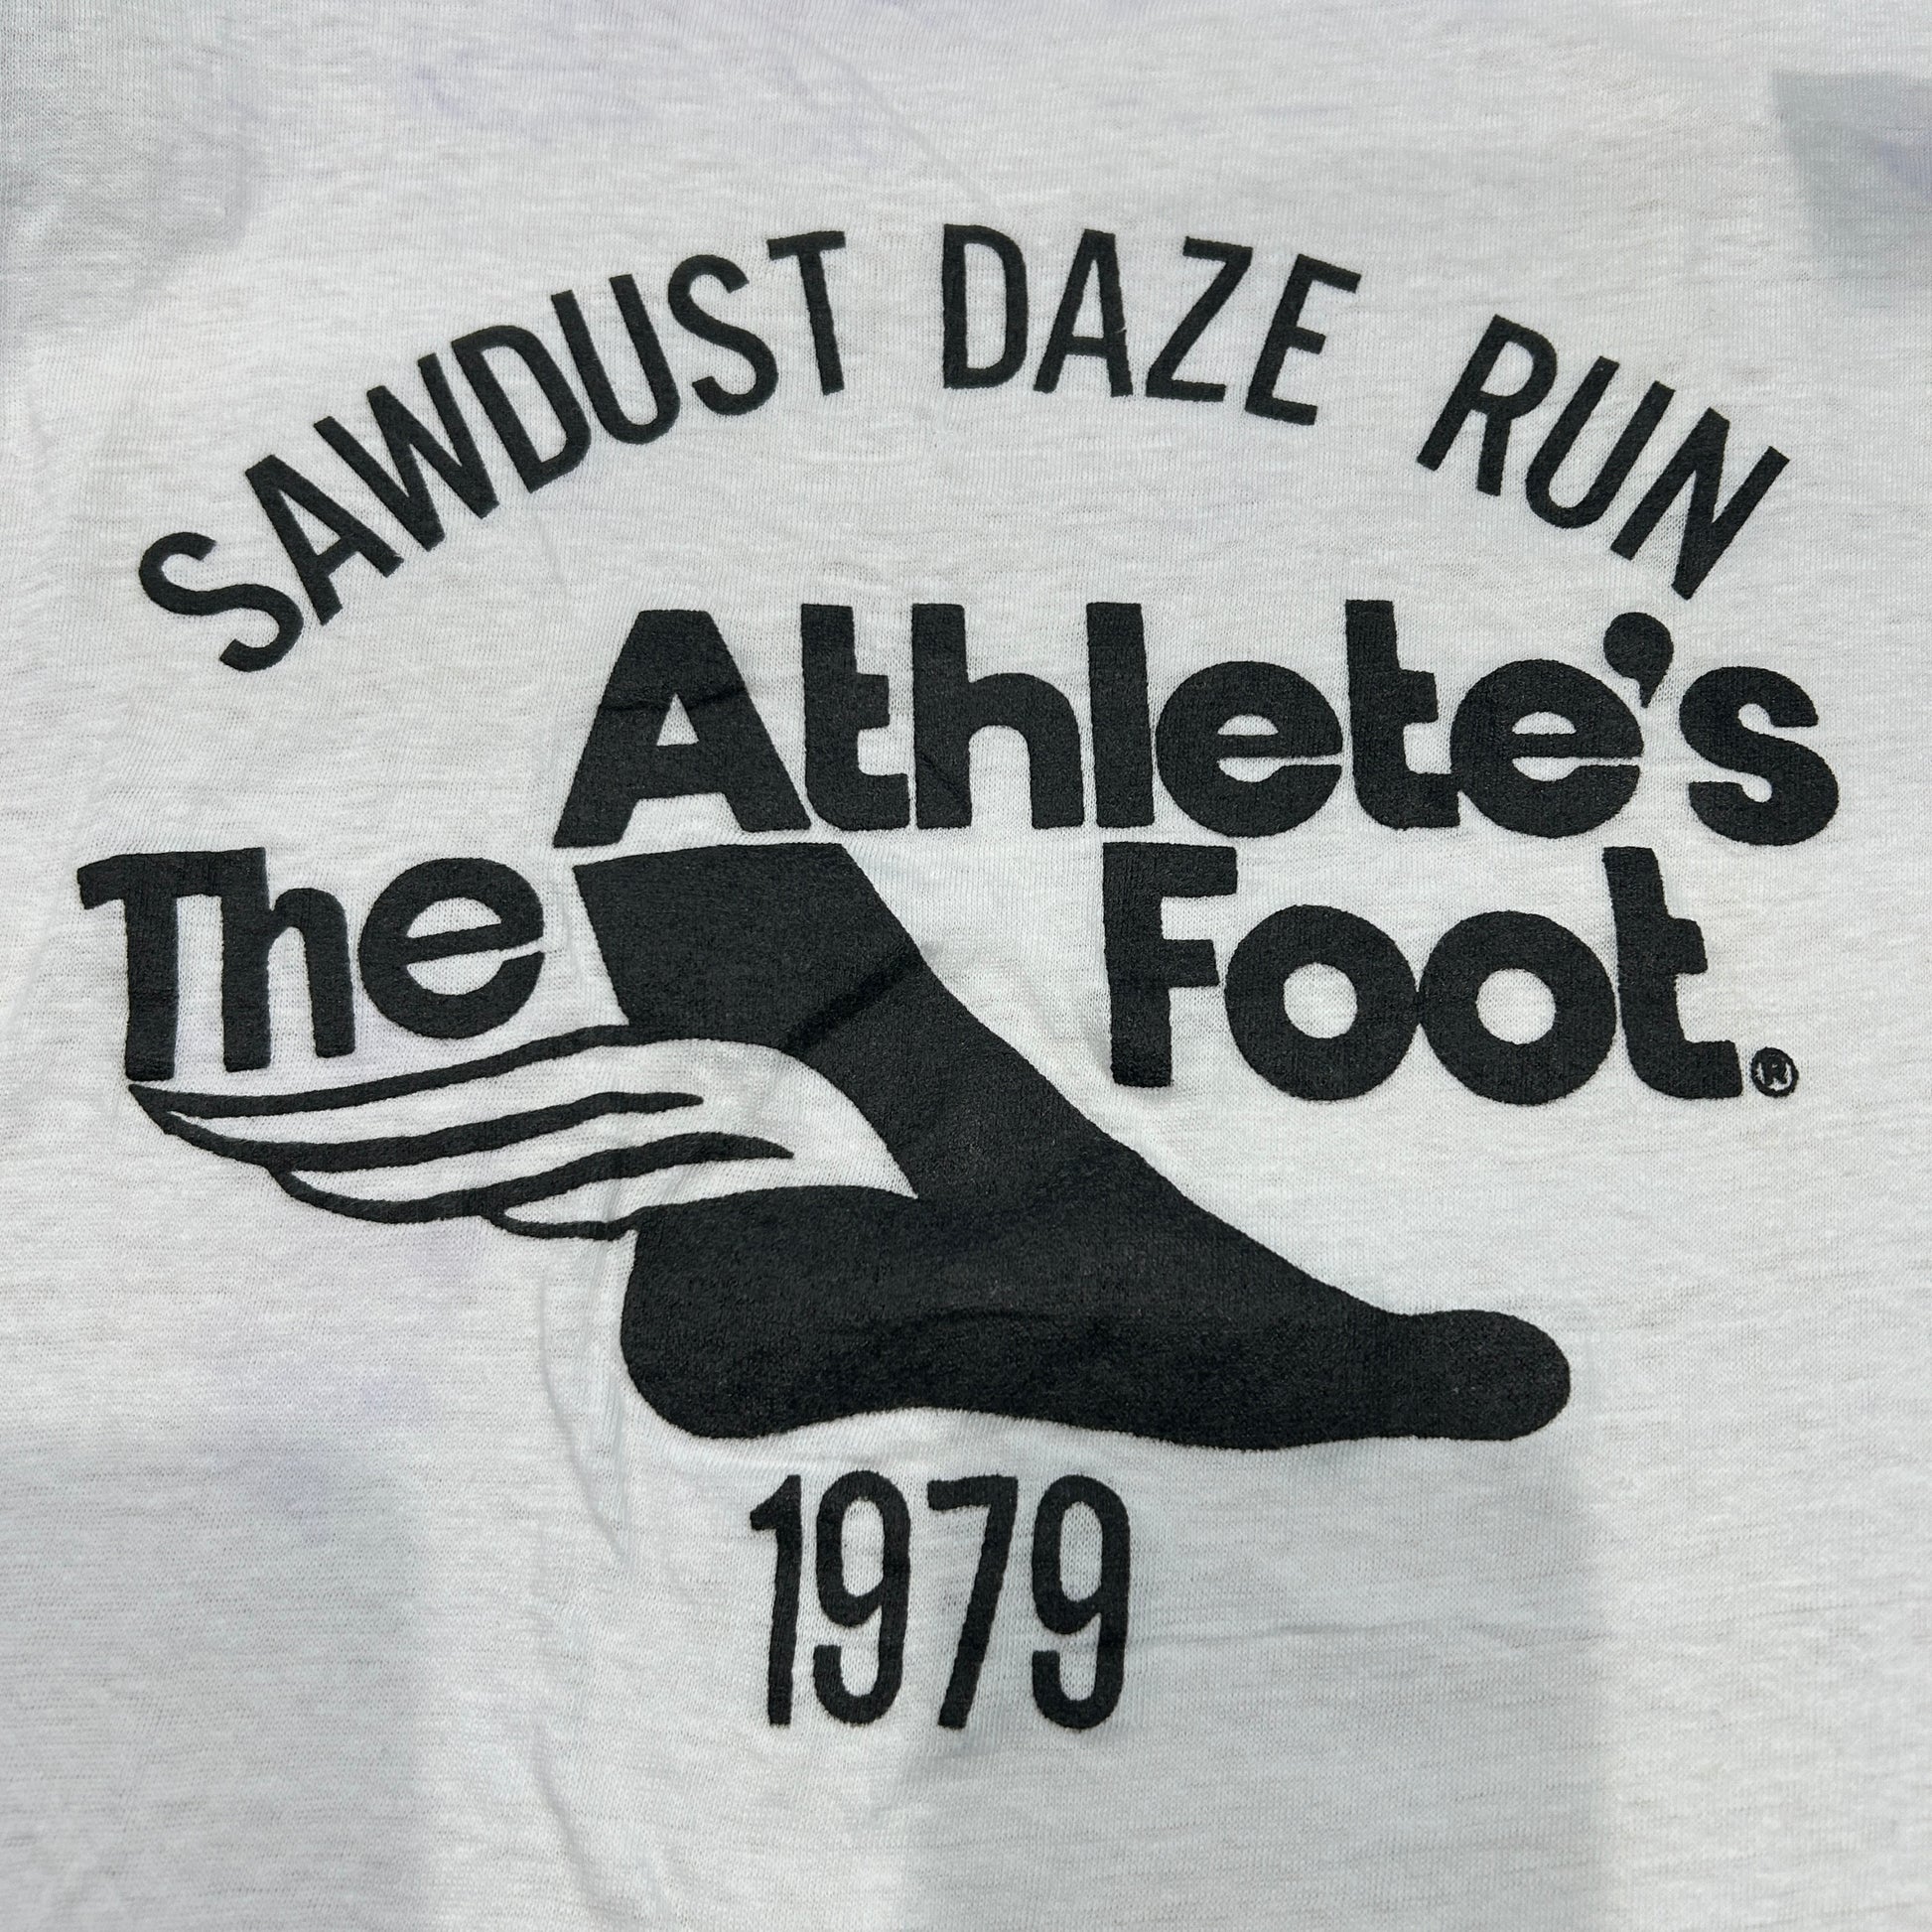 SAWDUST DAZE RUN
The Athlete's
Foot.®
1979